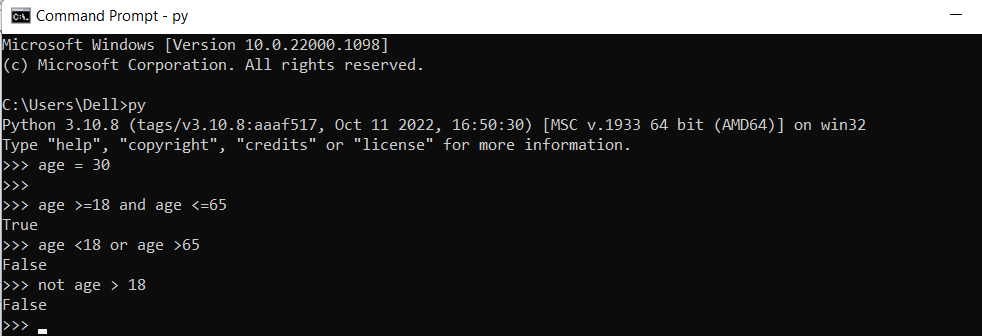 Command Prompt - py
Microsoft Windows [Version 10.0.22000.1098]
(c) Microsoft Corporation. All rights reserved.
C:\Users\Dell>py
Python 3.10.8 (tags/v3.10.8:aaaf517, Oct 11 2022, 16:50:30) [MSC v.1933 64 bit (AMD64)] on win32
Type "help", "copyright", "credits" or "license" for more information.
>>> age = 30
>>>
>>> age >=18 and age <=65
True
>>> age <18 or age >65
False
>>> not age > 18
False
>>>